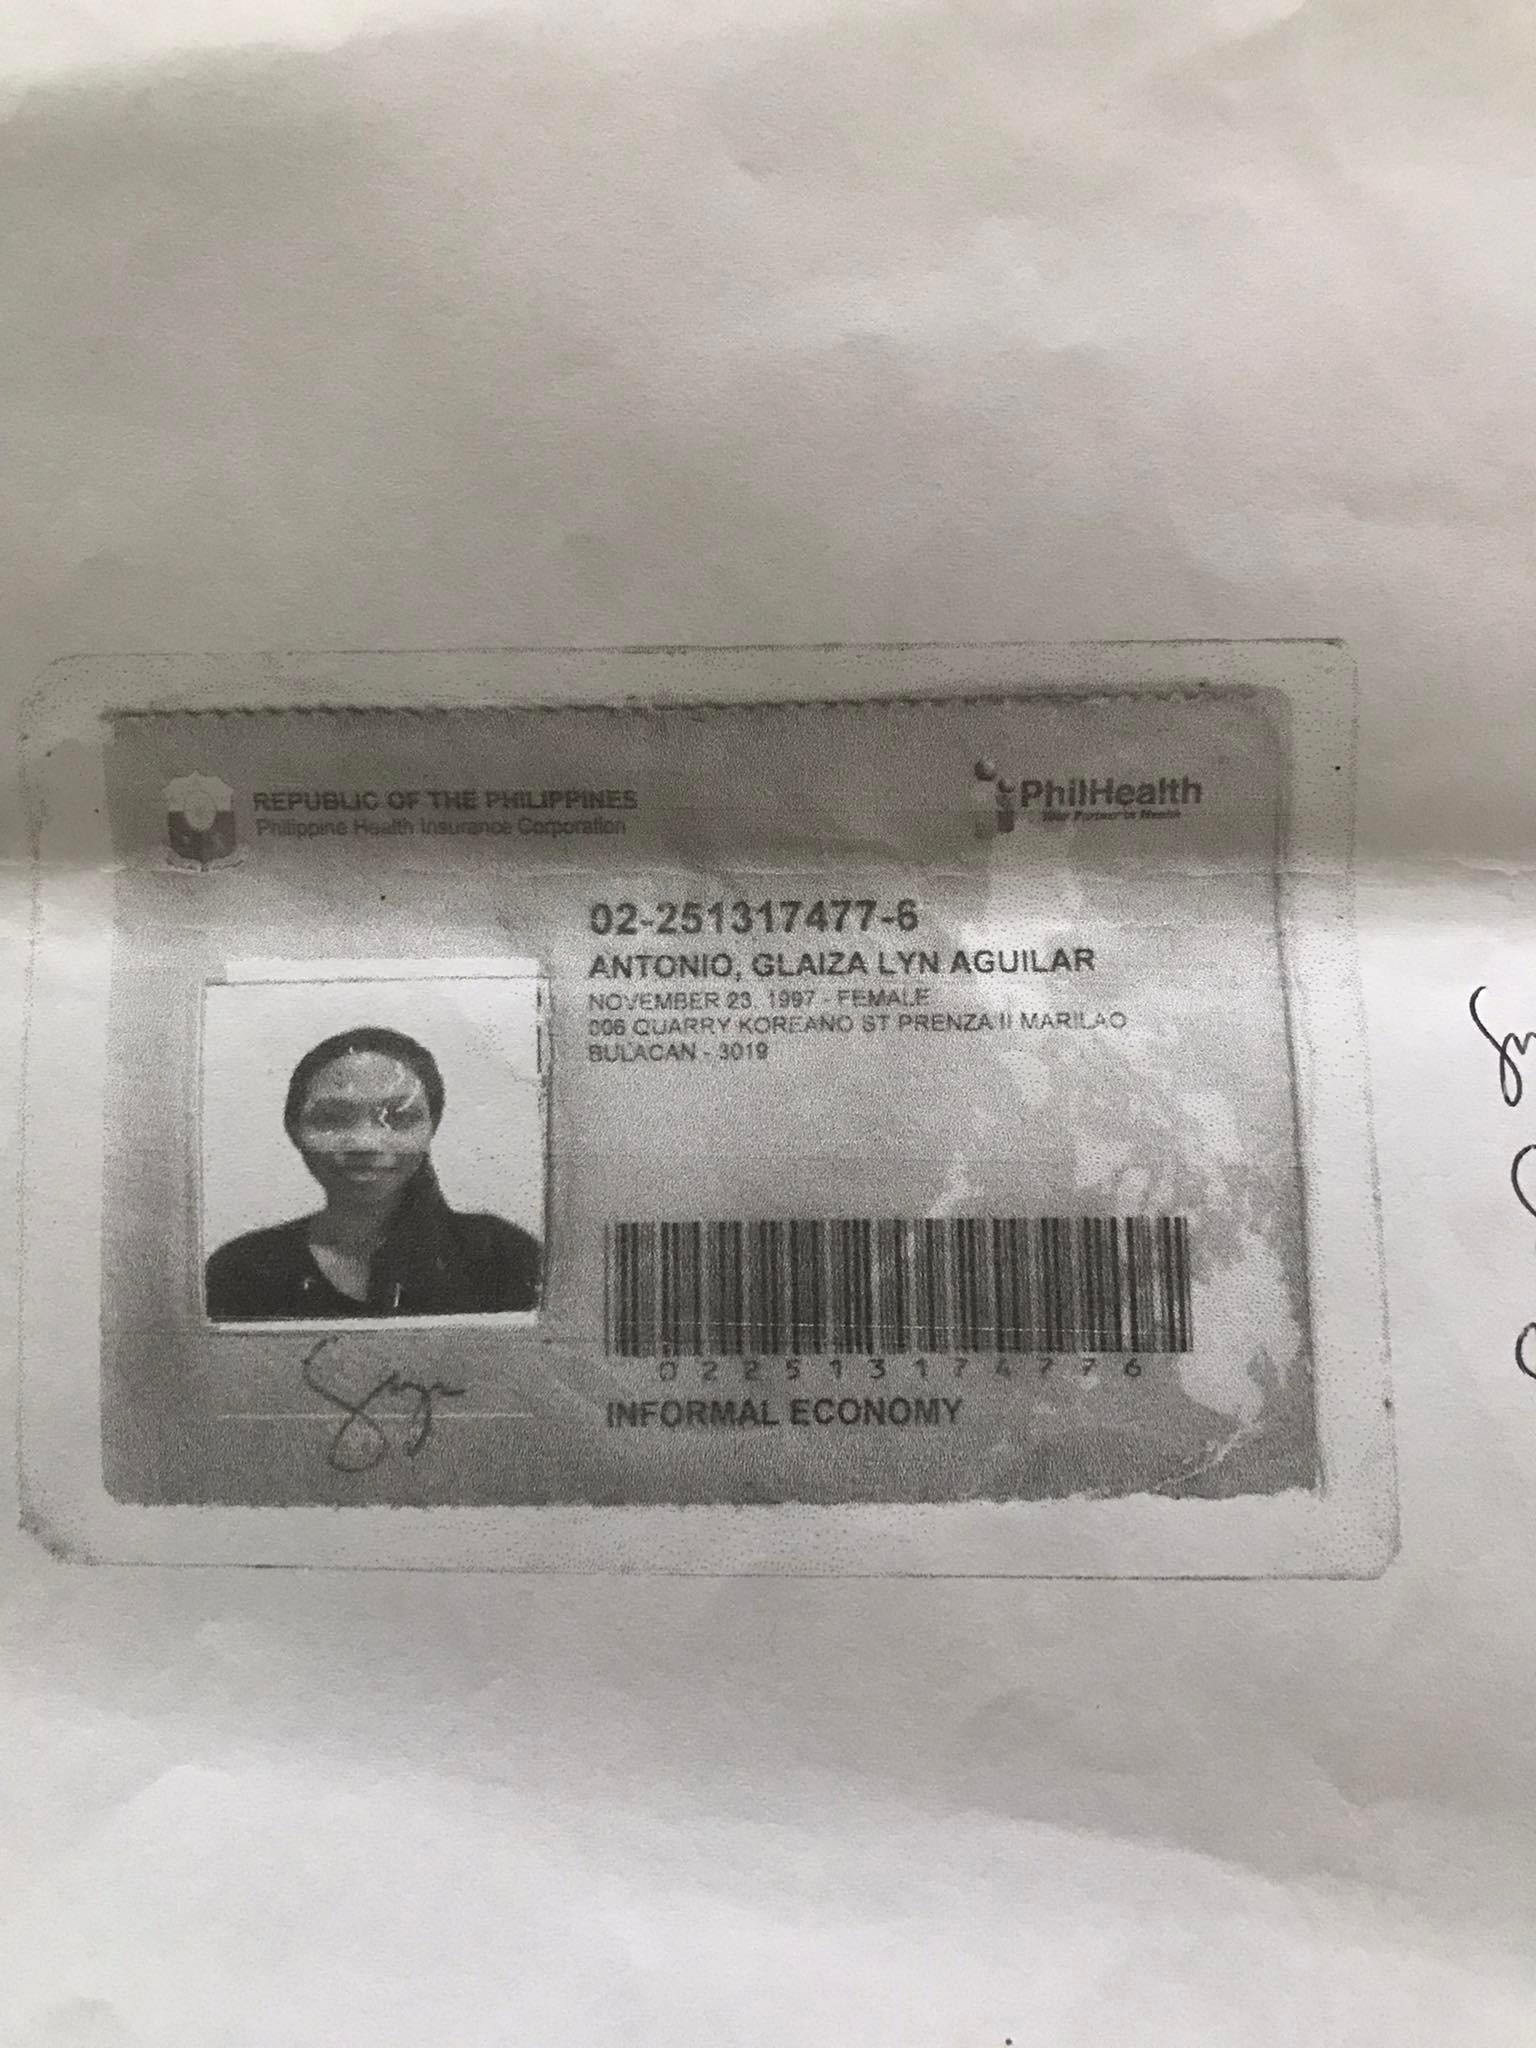 REPUBLIC OF THE PHILIPPINES
Philippine Health Insurance Corporation
PhilHealth
Your Partner in Health
02-251317477-6
ANTONIO, GLAIZA LYN AGUILAR
NOVEMBER 23, 1997 - FEMALE
006 QUARRY KOREANO ST PRENZA II MARILAO
BULACAN - 3019
022513174776
INFORMAL ECONOMY